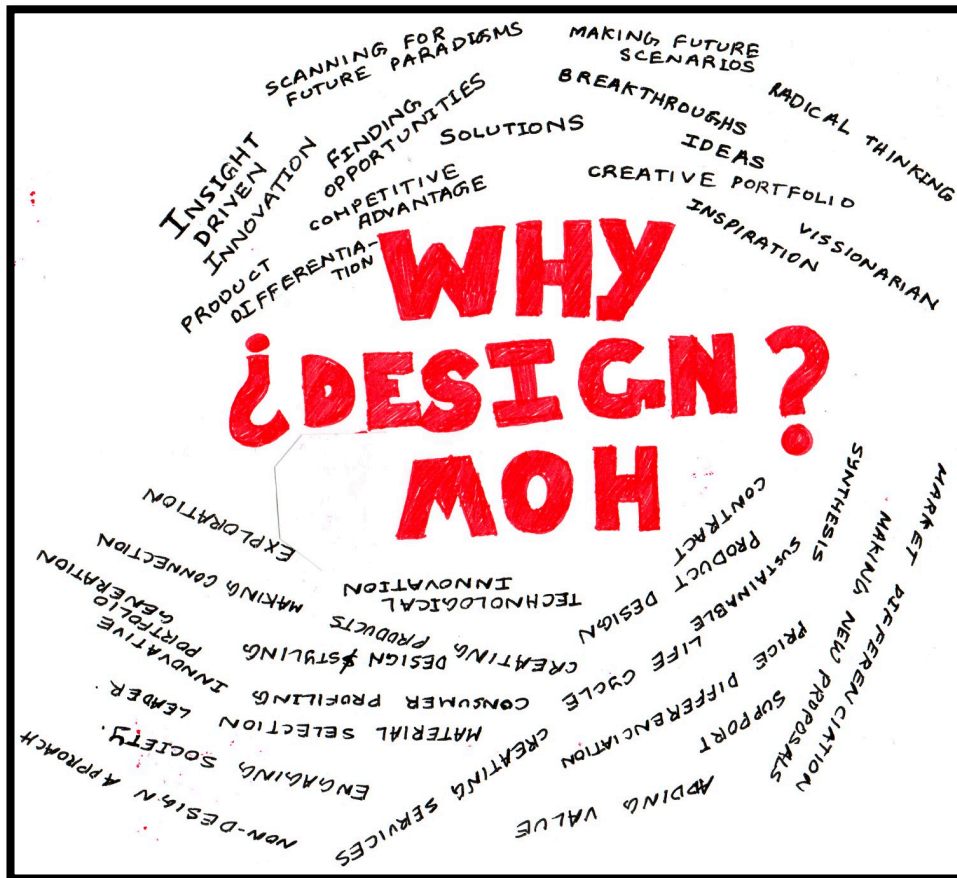 SCANNING FOR
FUTURE PARADIGMS
MAKING FUTURE
SCENARIOS
RADICAL THINKING
INSIGHT
DRIVEN
INNOVATION
FINDING
OPPORTUNITIES
SOLUTIONS
BREAKTHROUGHS
IDEAS
CREATIVE PORTFOLIO
COMPETITIVE
ADVANTAGE
INSPIRATION
VISSIONARIAN
PRODUCT
DIFFERENTIA-
TION
WHY
¿DESIGN?
HOW
MARKET DIFFERENCIATION
MAKING NEW PROPOSALS
SYNTHESIS
ADDING VALUE
SUPPORT
PRICE DIFFERENCIATION
SUSTAINABLE
LIFE CYCLE
PRODUCT DESIGN
CONTRACT
CREATING SERVICES
TECHNOLOGICAL
INNOVATION
CREATING PRODUCTS
DESIGN & STYLING
CONSUMER PROFILING
MATERIAL SELECTION
LEADER.
INNOVATIVE
PORTFOLIO
GENERATION
MAKING CONNECTION
EXPLORATION
ENGAGING SOCIETY.
NON-DESIGN APPROACH